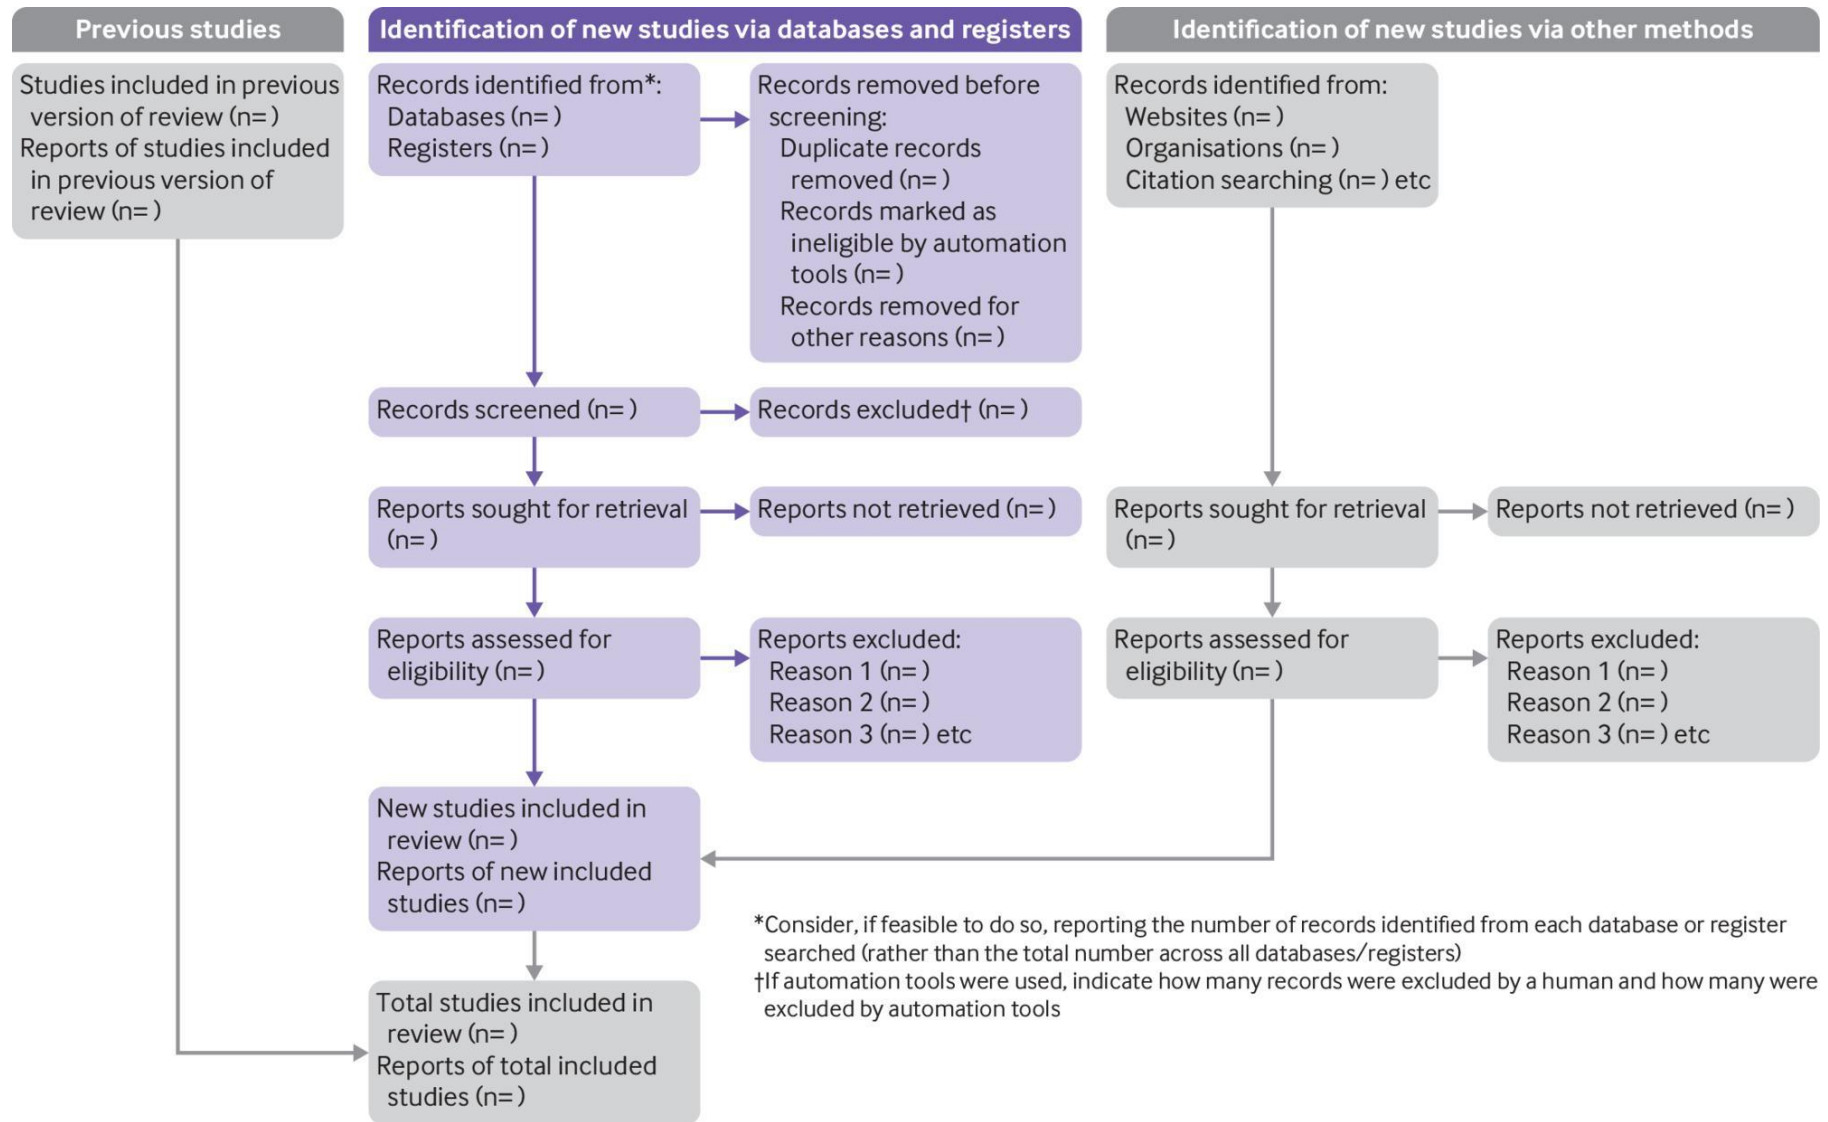 Previous studies
Studies included in previous
version of review (n= )
Reports of studies included
in previous version of
review (n= )
Identification of new studies via databases and registers
Records identified from*:
Databases (n= )
Registers (n= )
Records removed before
screening:
Duplicate records
removed (n= )
Records marked as
ineligible by automation
tools (n= )
Records removed for
other reasons (n= )
Records screened (n= )
Records excluded† (n= )
Reports sought for retrieval
(n= )
Reports not retrieved (n= )
Reports assessed for
eligibility (n= )
Reports excluded:
Reason 1 (n= )
Reason 2 (n= )
Reason 3 (n= ) etc
New studies included in
review (n= )
Reports of new included
studies (n= )
Total studies included in
review (n= )
Reports of total included
studies (n= )
Identification of new studies via other methods
Records identified from:
Websites (n= )
Organisations (n= )
Citation searching (n= ) etc
Reports sought for retrieval
(n= )
Reports not retrieved (n= )
Reports assessed for
eligibility (n= )
Reports excluded:
Reason 1 (n= )
Reason 2 (n= )
Reason 3 (n= ) etc
*Consider, if feasible to do so, reporting the number of records identified from each database or register
searched (rather than the total number across all databases/registers)
†If automation tools were used, indicate how many records were excluded by a human and how many were
excluded by automation tools